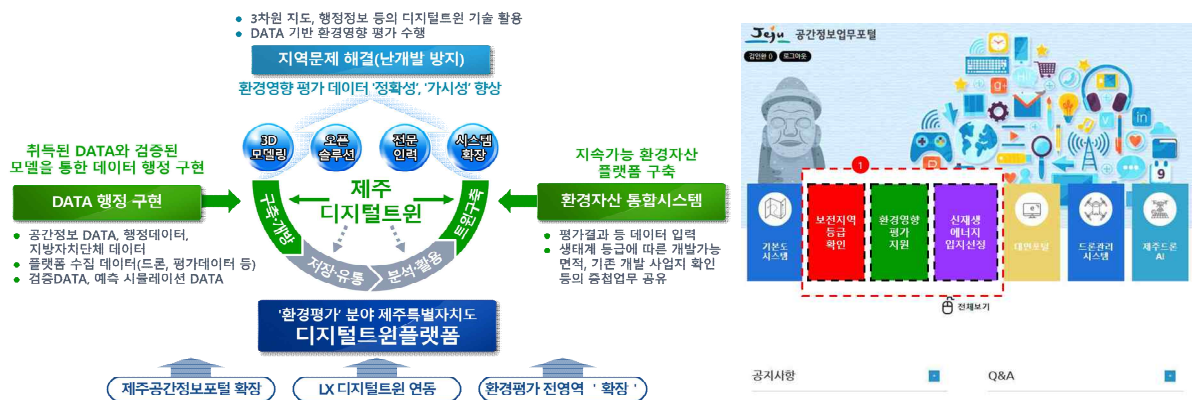 • 3차원 지도, 행정정보 등의 디지털트윈 기술 활용
• DATA 기반 환경영향 평가 수행
지역문제 해결(난개발 방지)
환경영향 평가 데이터 '정확성', '가시성' 향상
3D
모델링
오픈
솔루션
전문
인력
시스템
확장
취득된 DATA와 검증된
모델을 통한 데이터 행정 구현
DATA 행정 구현
• 공간정보 DATA, 행정데이터,
지방자치단체 데이터
• 플랫폼 수집 데이터(드론, 평가데이터 등)
• 검증DATA, 예측 시뮬레이션 DATA
제주
디지털트윈
구축·개방
트윈구축
저장·유통
분석·활용
지속가능 환경자산
플랫폼 구축
환경자산 통합시스템
• 평가결과 등 데이터 입력
• 생태계 등급에 따른 개발가능
면적, 기존 개발 사업지 확인
등의 중첩업무 공유
'환경평가' 분야 제주특별자치도
디지털트윈플랫폼
제주공간정보포털 확장
LX 디지털트윈 연동
환경평가 전영역 ' 확장 '
Jeju 공간정보업무포털
로그아웃
1
기본도
시스템
보전지역
등급
확인
환경영향
평가
지원
신재생
에너지
입지선정
드론관리
시스템
제주드론
AI
전체보기
공지사항 +
Q&A +